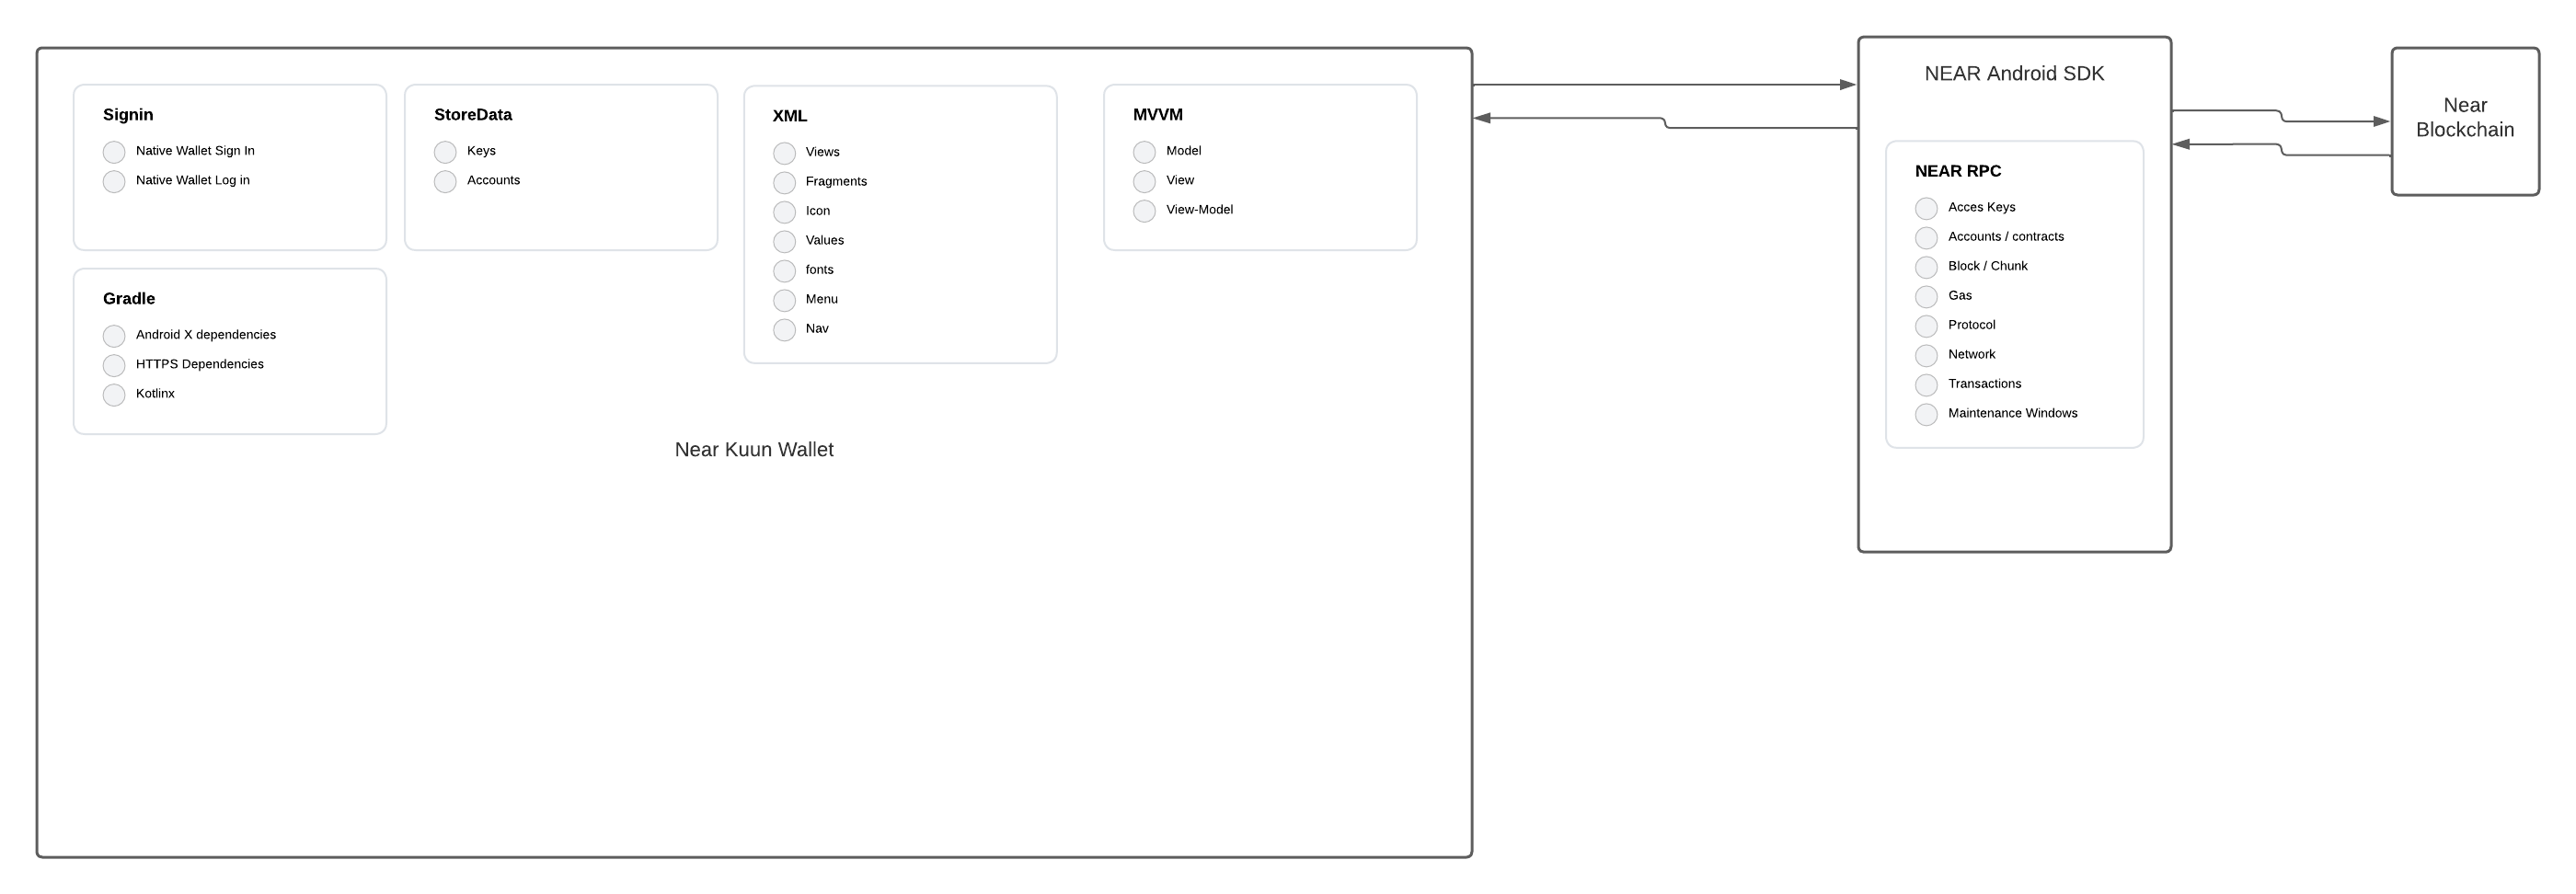 Signin
Native Wallet Sign In
Native Wallet Log in
StoreData
Keys
Accounts
XML
Views
Fragments
Icon
Values
fonts
Menu
Nav
MVVM
Model
View
View-Model
Gradle
Android X dependencies
HTTPS Dependencies
Kotlinx
Near Kuun Wallet
NEAR Android SDK
NEAR RPC
Acces Keys
Accounts / contracts
Block / Chunk
Gas
Protocol
Network
Transactions
Maintenance Windows
Near
Blockchain